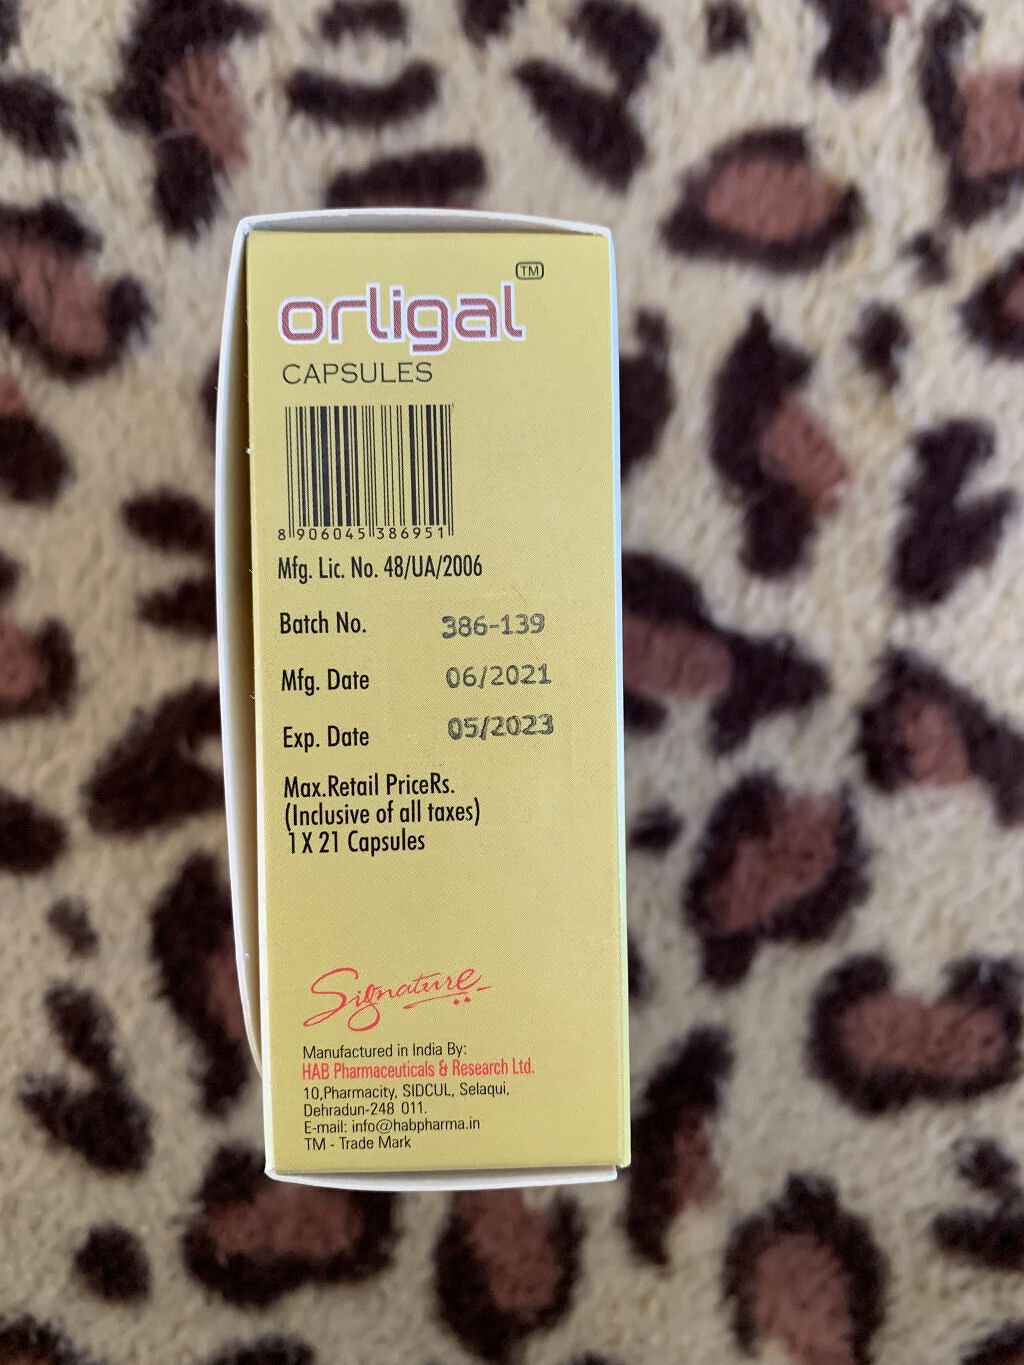 orligal
TM
CAPSULES
8 906045 386951
Mfg. Lic. No. 48/UA/2006
Batch No. 386-139
Mfg. Date 06/2021
Exp. Date 05/2023
Max.Retail PriceRs.
(Inclusive of all taxes)
1 X 21 Capsules
Signature
Manufactured in India By:
HAB Pharmaceuticals & Research Ltd.
10,Pharmacity, SIDCUL, Selaqui,
Dehradun-248 011.
E-mail: info@habpharma.in
TM - Trade Mark